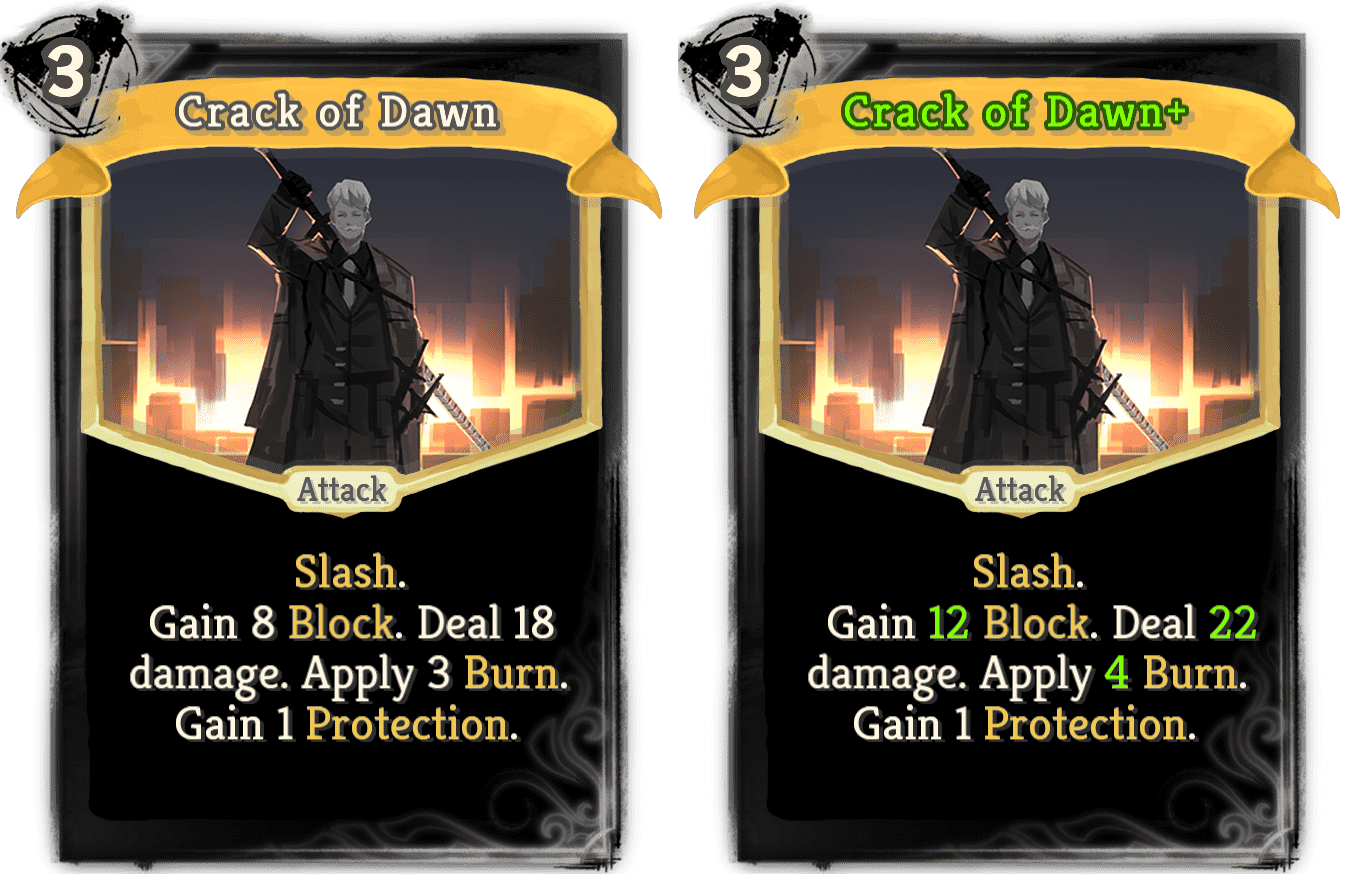 3
Crack of Dawn
Attack
Slash.
Gain 8 Block. Deal 18
damage. Apply 3 Burn.
Gain 1 Protection.
3
Crack of Dawn+
Attack
Slash.
Gain 12 Block. Deal 22
damage. Apply 4 Burn.
Gain 1 Protection.